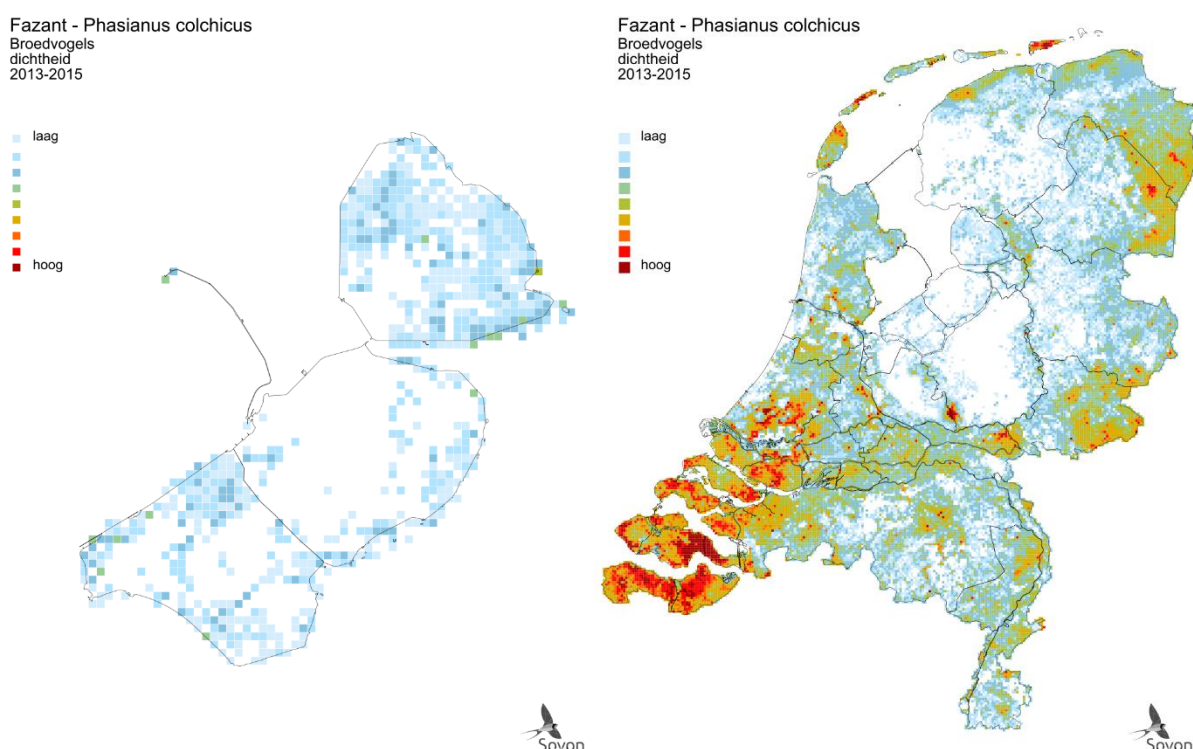 Fazant - Phasianus colchicus
Broedvogels
dichtheid
2013-2015
laag
hoog
Sovon
Fazant - Phasianus colchicus
Broedvogels
dichtheid
2013-2015
laag
hoog
Sovon